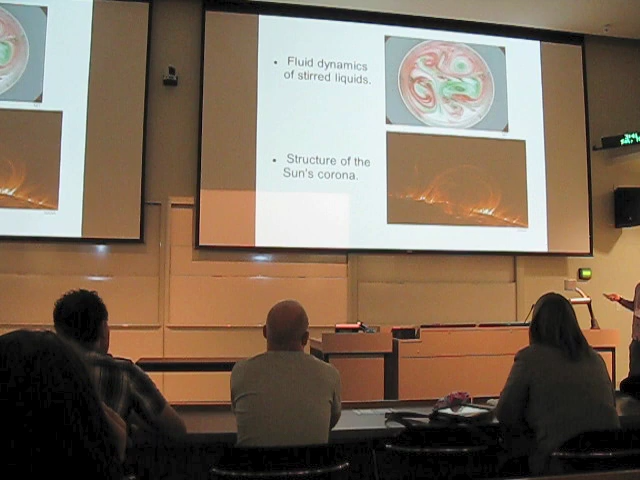 • Fluid dynamics
of stirred liquids.
• Structure of the
Sun's corona.